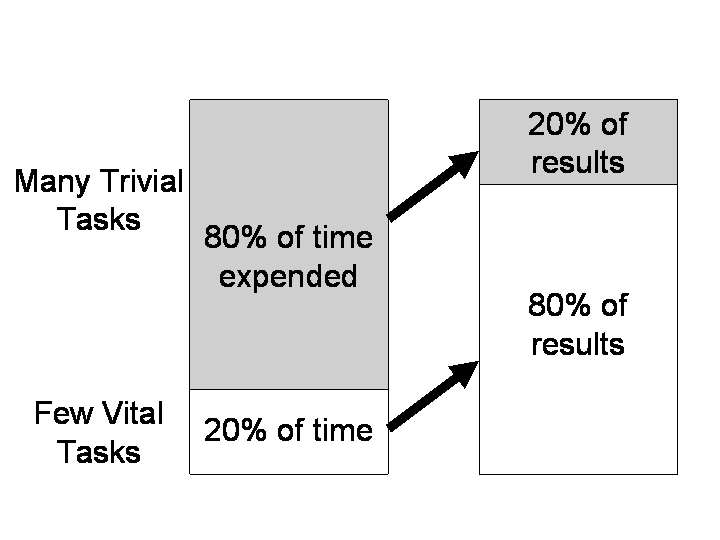 Many Trivial
Tasks
80% of time
expended
20% of
results
80% of
results
Few Vital
Tasks
20% of time